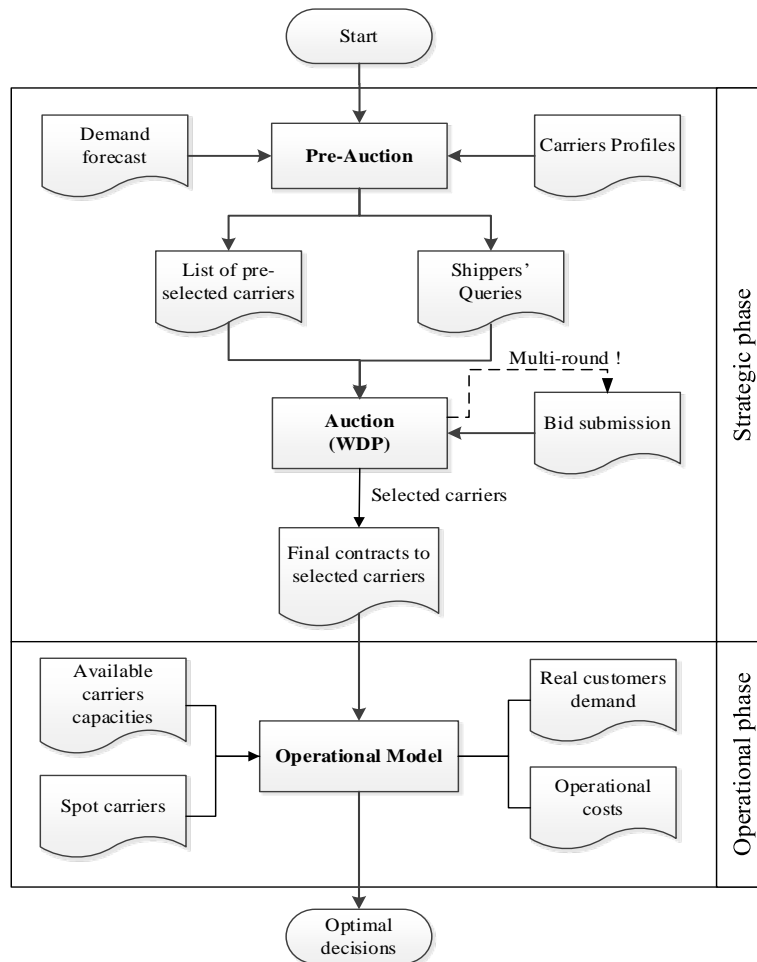 Start
Demand
forecast
Pre-Auction
Carriers Profiles
List of pre-
selected carriers
Shippers’
Queries
Multi-round !
Auction
(WDP)
Bid submission
Selected carriers
Final contracts to
selected carriers
Strategic phase
Available
carriers
capacities
Real customers
demand
Operational Model
Spot carriers
Operational
costs
Operational phase
Optimal
decisions